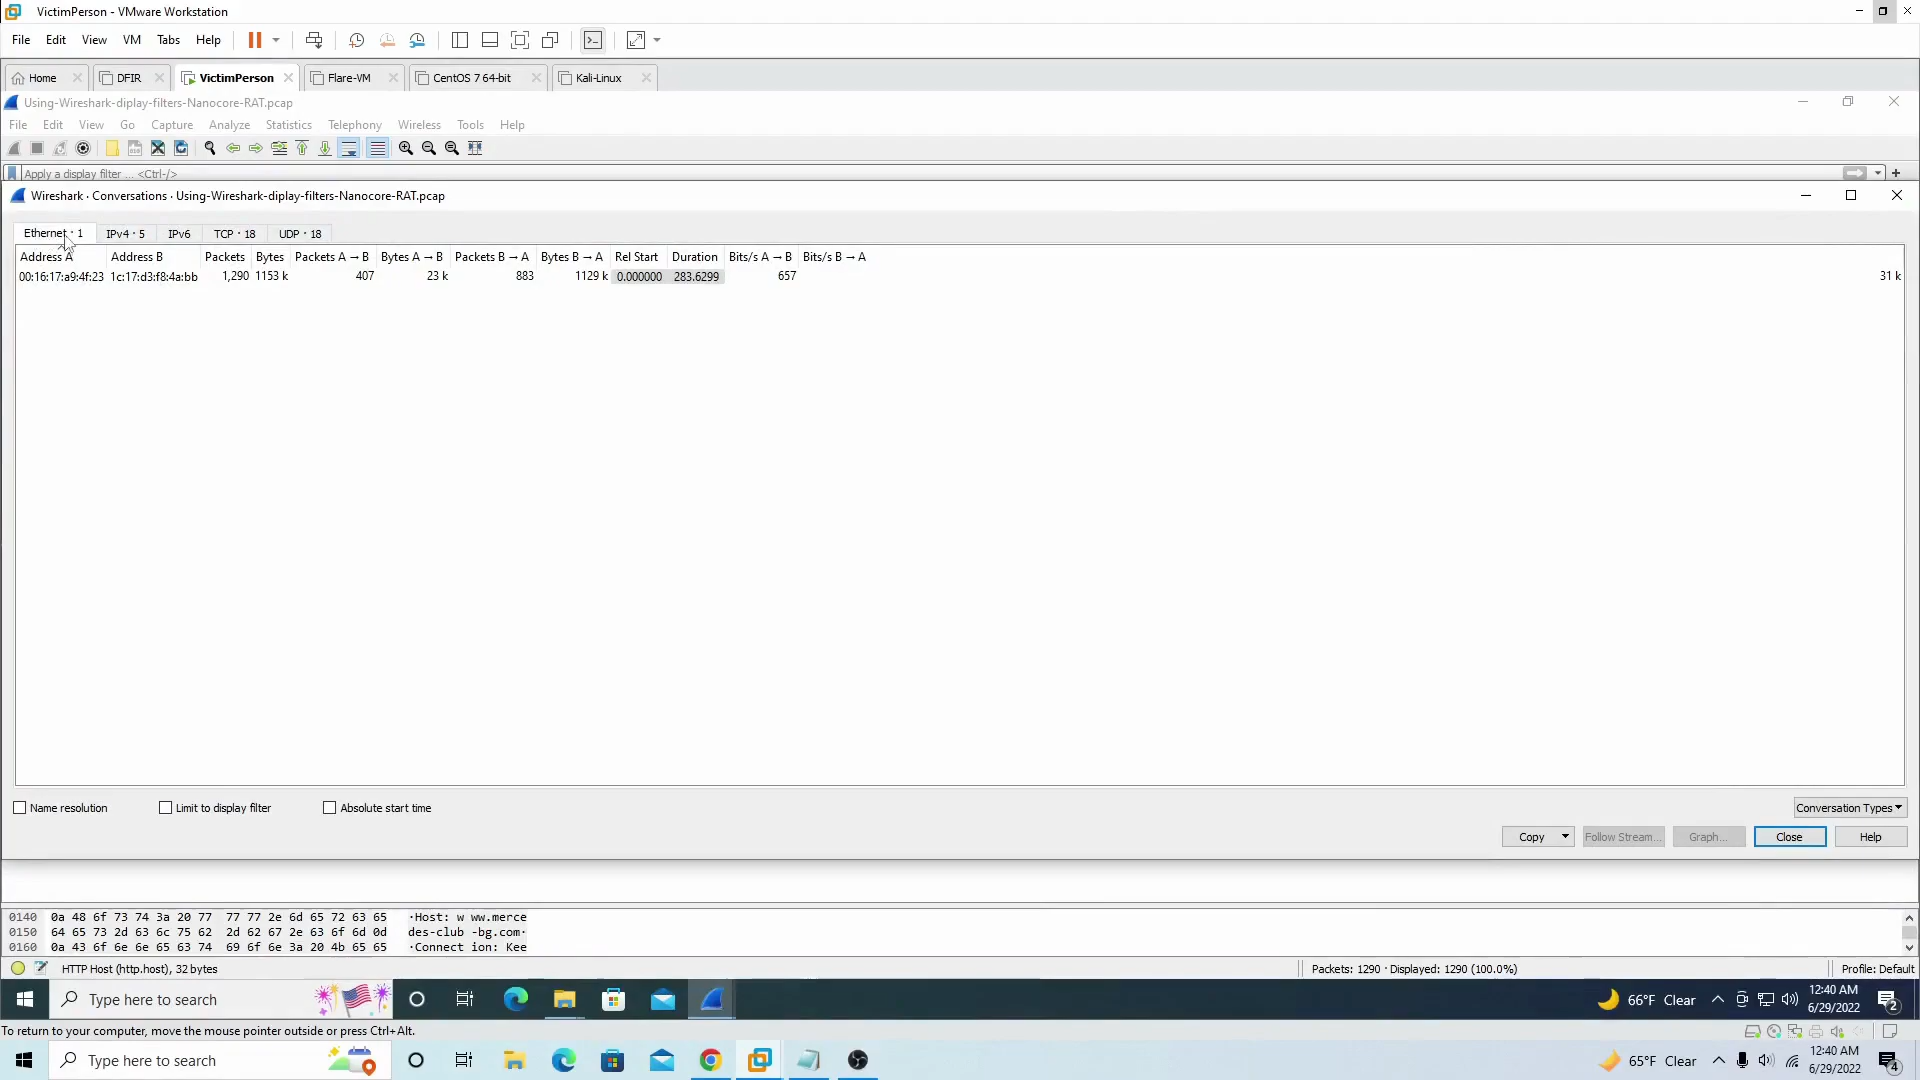 VictimPerson - VMware Workstation
File Edit View VM Tabs Help
Home DFIR VictimPerson Flare-VM CentOS 7 64-bit Kali-Linux
Using-Wireshark-diplay-filters-Nanocore-RAT.pcap
File Edit View Go Capture Analyze Statistics Telephony Wireless Tools Help
Apply a display filter ... <Ctrl-/>
Wireshark · Conversations · Using-Wireshark-diplay-filters-Nanocore-RAT.pcap
Ethernet · 1 IPv4 · 5 IPv6 TCP · 18 UDP · 18
Address A Address B Packets Bytes Packets A → B Bytes A → B Packets B → A Bytes B → A Rel Start Duration Bits/s A → B Bits/s B → A
00:16:17:a9:4f:23 1c:17:d3:f8:4a:bb 1,290 1153 k 407 23 k 883 1129 k 0.000000 283.6299 657 31 k
Name resolution Limit to display filter Absolute start time Conversation Types
Copy Follow Stream... Graph... Close Help
0140 0a 48 6f 73 74 3a 20 77 77 77 2e 6d 65 72 63 65 ·Host: w ww.merce
0150 64 65 73 2d 63 6c 75 62 2d 62 67 2e 63 6f 6d 0d des-club -bg.com·
0160 0a 43 6f 6e 6e 65 63 74 69 6f 6e 3a 20 4b 65 65 ·Connect ion: Kee
HTTP Host (http.host), 32 bytes Packets: 1290 · Displayed: 1290 (100.0%) Profile: Default
Type here to search 66°F Clear 12:40 AM
6/29/2022 2
To return to your computer, move the mouse pointer outside or press Ctrl+Alt.
Type here to search 65°F Clear 12:40 AM
6/29/2022 4